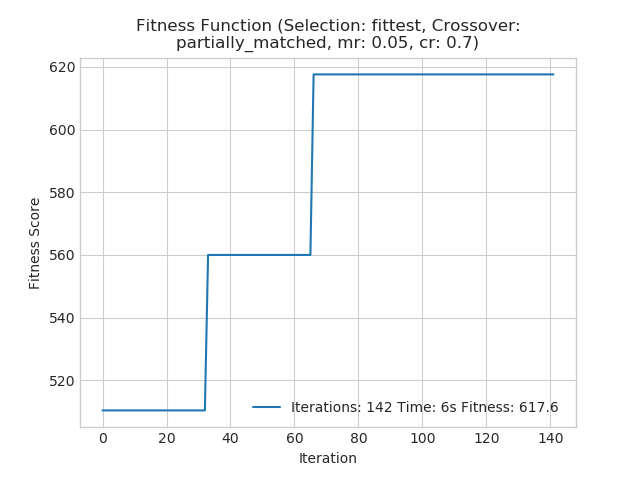 Fitness Function (Selection: fittest, Crossover:
partially_matched, mr: 0.05, cr: 0.7)
620
600
580
560
540
520
Fitness Score
Iterations: 142 Time: 6s Fitness: 617.6
0 20 40 60 80 100 120 140
Iteration